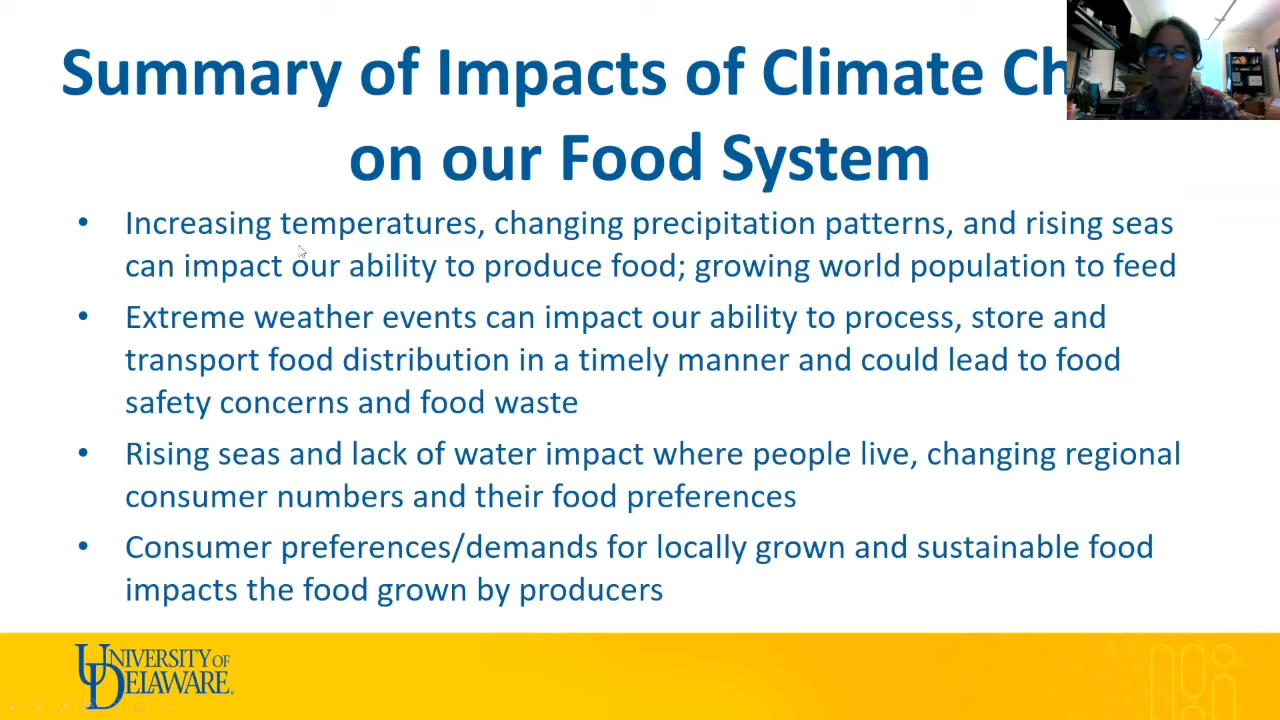 Summary of Impacts of Climate Ch
on our Food System
• Increasing temperatures, changing precipitation patterns, and rising seas
can impact our ability to produce food; growing world population to feed
• Extreme weather events can impact our ability to process, store and
transport food distribution in a timely manner and could lead to food
safety concerns and food waste
• Rising seas and lack of water impact where people live, changing regional
consumer numbers and their food preferences
• Consumer preferences/demands for locally grown and sustainable food
impacts the food grown by producers
UNIVERSITY OF
DELAWARE